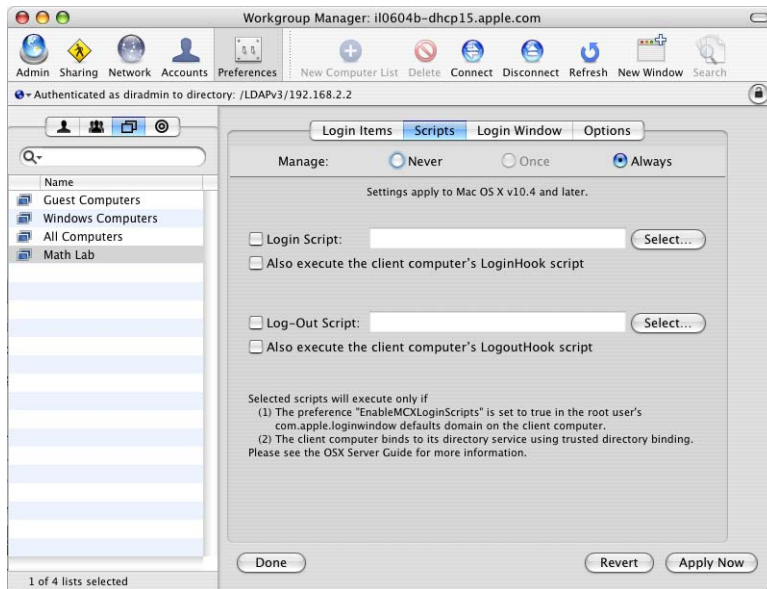 Workgroup Manager: il0604b-dhcp15.apple.com
Admin Sharing Network Accounts Preferences New Computer List Delete Connect Disconnect Refresh New Window Search
Authenticated as diradmin to directory: /LDAPv3/192.168.2.2
Login Items Scripts Login Window Options
Manage: Never Once Always
Settings apply to Mac OS X v10.4 and later.
Name
Guest Computers
Windows Computers
All Computers
Math Lab
1 of 4 lists selected
Login Script: Select...
Also execute the client computer's LoginHook script
Log-Out Script: Select...
Also execute the client computer's LogoutHook script
Selected scripts will execute only if
(1) The preference "EnableMCXLoginScripts" is set to true in the root user's
com.apple.loginwindow defaults domain on the client computer.
(2) The client computer binds to its directory service using trusted directory binding.
Please see the OSX Server Guide for more information.
Done Revert Apply Now